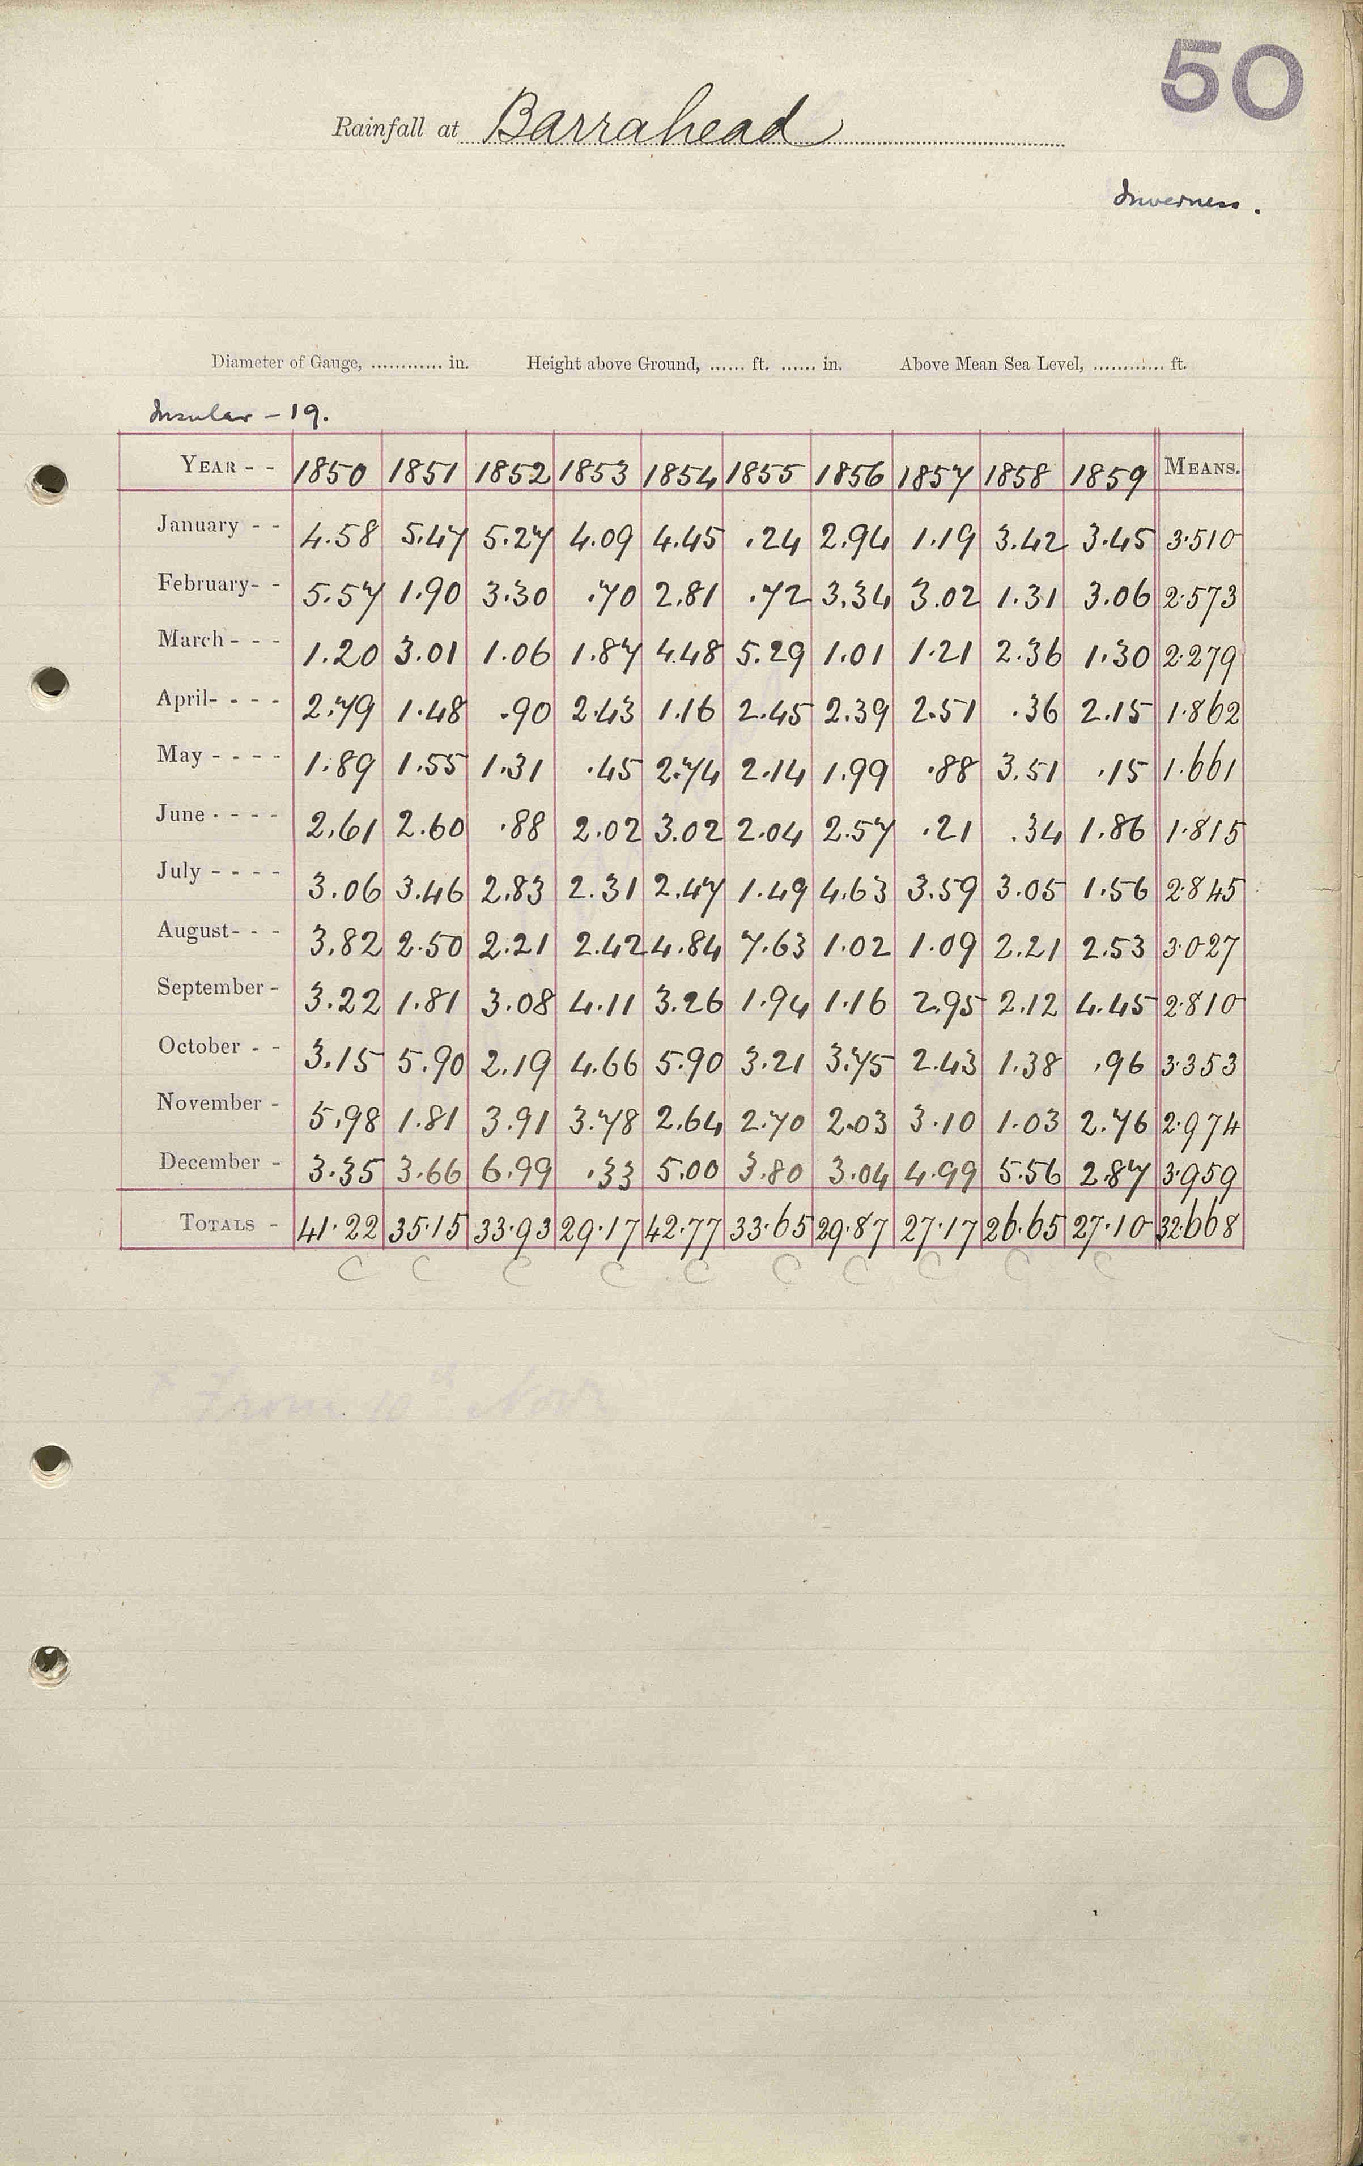 50
Rainfall at Barrahead
Inverness.
Diameter of Gauge, ............ in. Height above Ground, ...... ft. ...... in. Above Mean Sea Level, ............ ft.
Insular - 19.
YEAR - - 1850 1851 1852 1853 1854 1855 1856 1857 1858 1859 MEANS.
January - - 4.58 5.47 5.27 4.09 4.45 .24 2.94 1.19 3.42 3.45 3.510
February- - 5.57 1.90 3.30 .70 2.81 .72 3.34 3.02 1.31 3.06 2.573
March - - - 1.20 3.01 1.06 1.87 4.48 5.29 1.01 1.21 2.36 1.30 2.279
April- - - - 2.79 1.48 .90 2.43 1.16 2.45 2.39 2.51 .36 2.15 1.862
May - - - - 1.89 1.55 1.31 .45 2.74 2.14 1.99 .88 3.51 .15 1.661
June - - - - 2.61 2.60 .88 2.02 3.02 2.04 2.57 .21 .34 1.86 1.815
July - - - - 3.06 3.46 2.83 2.31 2.47 1.49 4.63 3.59 3.05 1.56 2.845
August- - - 3.82 2.50 2.21 2.42 4.84 7.63 1.02 1.09 2.21 2.53 3.027
September - 3.22 1.81 3.08 4.11 3.26 1.94 1.16 2.95 2.12 4.45 2.810
October - - 3.15 5.90 2.19 4.66 5.90 3.21 3.75 2.43 1.38 .96 3.353
November - 5.98 1.81 3.91 3.78 2.64 2.70 2.03 3.10 1.03 2.76 2.974
December - 3.35 3.66 6.99 .33 5.00 3.80 3.04 4.99 5.56 2.87 3.959
TOTALS - 41.22 35.15 33.93 29.17 42.77 33.65 29.87 27.17 26.65 27.10 32.668
C C C C C C C C C C
x From 10th Novr